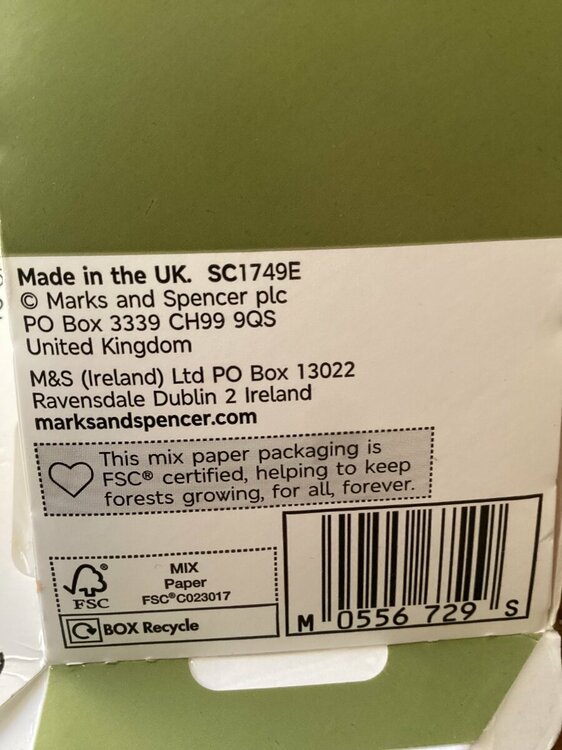 Made in the UK. SC1749E
© Marks and Spencer plc
PO Box 3339 CH99 9QS
United Kingdom
M&S (Ireland) Ltd PO Box 13022
Ravensdale Dublin 2 Ireland
marksandspencer.com
This mix paper packaging is
FSC® certified, helping to keep
forests growing, for all, forever.
®
FSC
MIX
Paper
FSC®C023017
BOX Recycle
M 0556 729 S